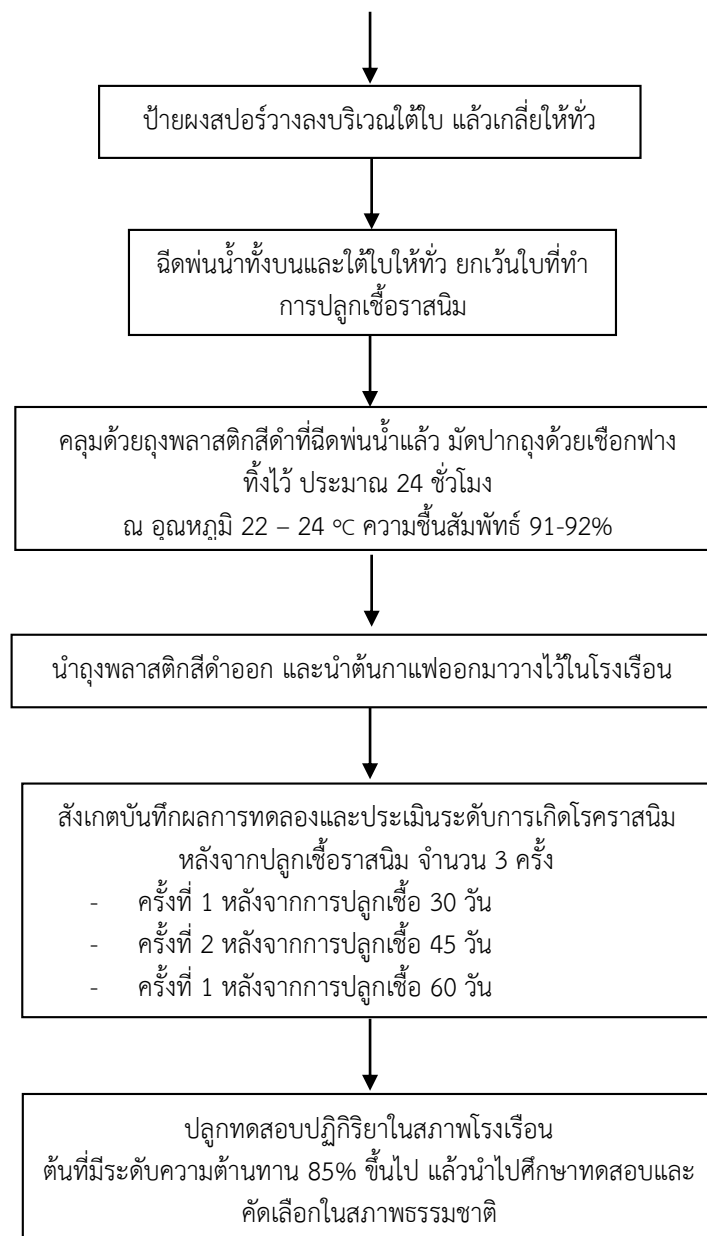 ป้ายผงสปอร์วางลงบริเวณใต้ใบ แล้วเกลี่ยให้ทั่ว
ฉีดพ่นน้ำทั้งบนและใต้ใบให้ทั่ว ยกเว้นใบที่ทำ
การปลูกเชื้อราสนิม
คลุมด้วยถุงพลาสติกสีดำที่ฉีดพ่นน้ำแล้ว มัดปากถุงด้วยเชือกฟาง
ทิ้งไว้ ประมาณ 24 ชั่วโมง
ณ อุณหภูมิ 22 – 24 ºC ความชื้นสัมพัทธ์ 91-92%
นำถุงพลาสติกสีดำออก และนำต้นกาแฟออกมาวางไว้ในโรงเรือน
สังเกตบันทึกผลการทดลองและประเมินระดับการเกิดโรคราสนิม
หลังจากปลูกเชื้อราสนิม จำนวน 3 ครั้ง
- ครั้งที่ 1 หลังจากการปลูกเชื้อ 30 วัน
- ครั้งที่ 2 หลังจากการปลูกเชื้อ 45 วัน
- ครั้งที่ 1 หลังจากการปลูกเชื้อ 60 วัน
ปลูกทดสอบปฏิกิริยาในสภาพโรงเรือน
ต้นที่มีระดับความต้านทาน 85% ขึ้นไป แล้วนำไปศึกษาทดสอบและ
คัดเลือกในสภาพธรรมชาติ